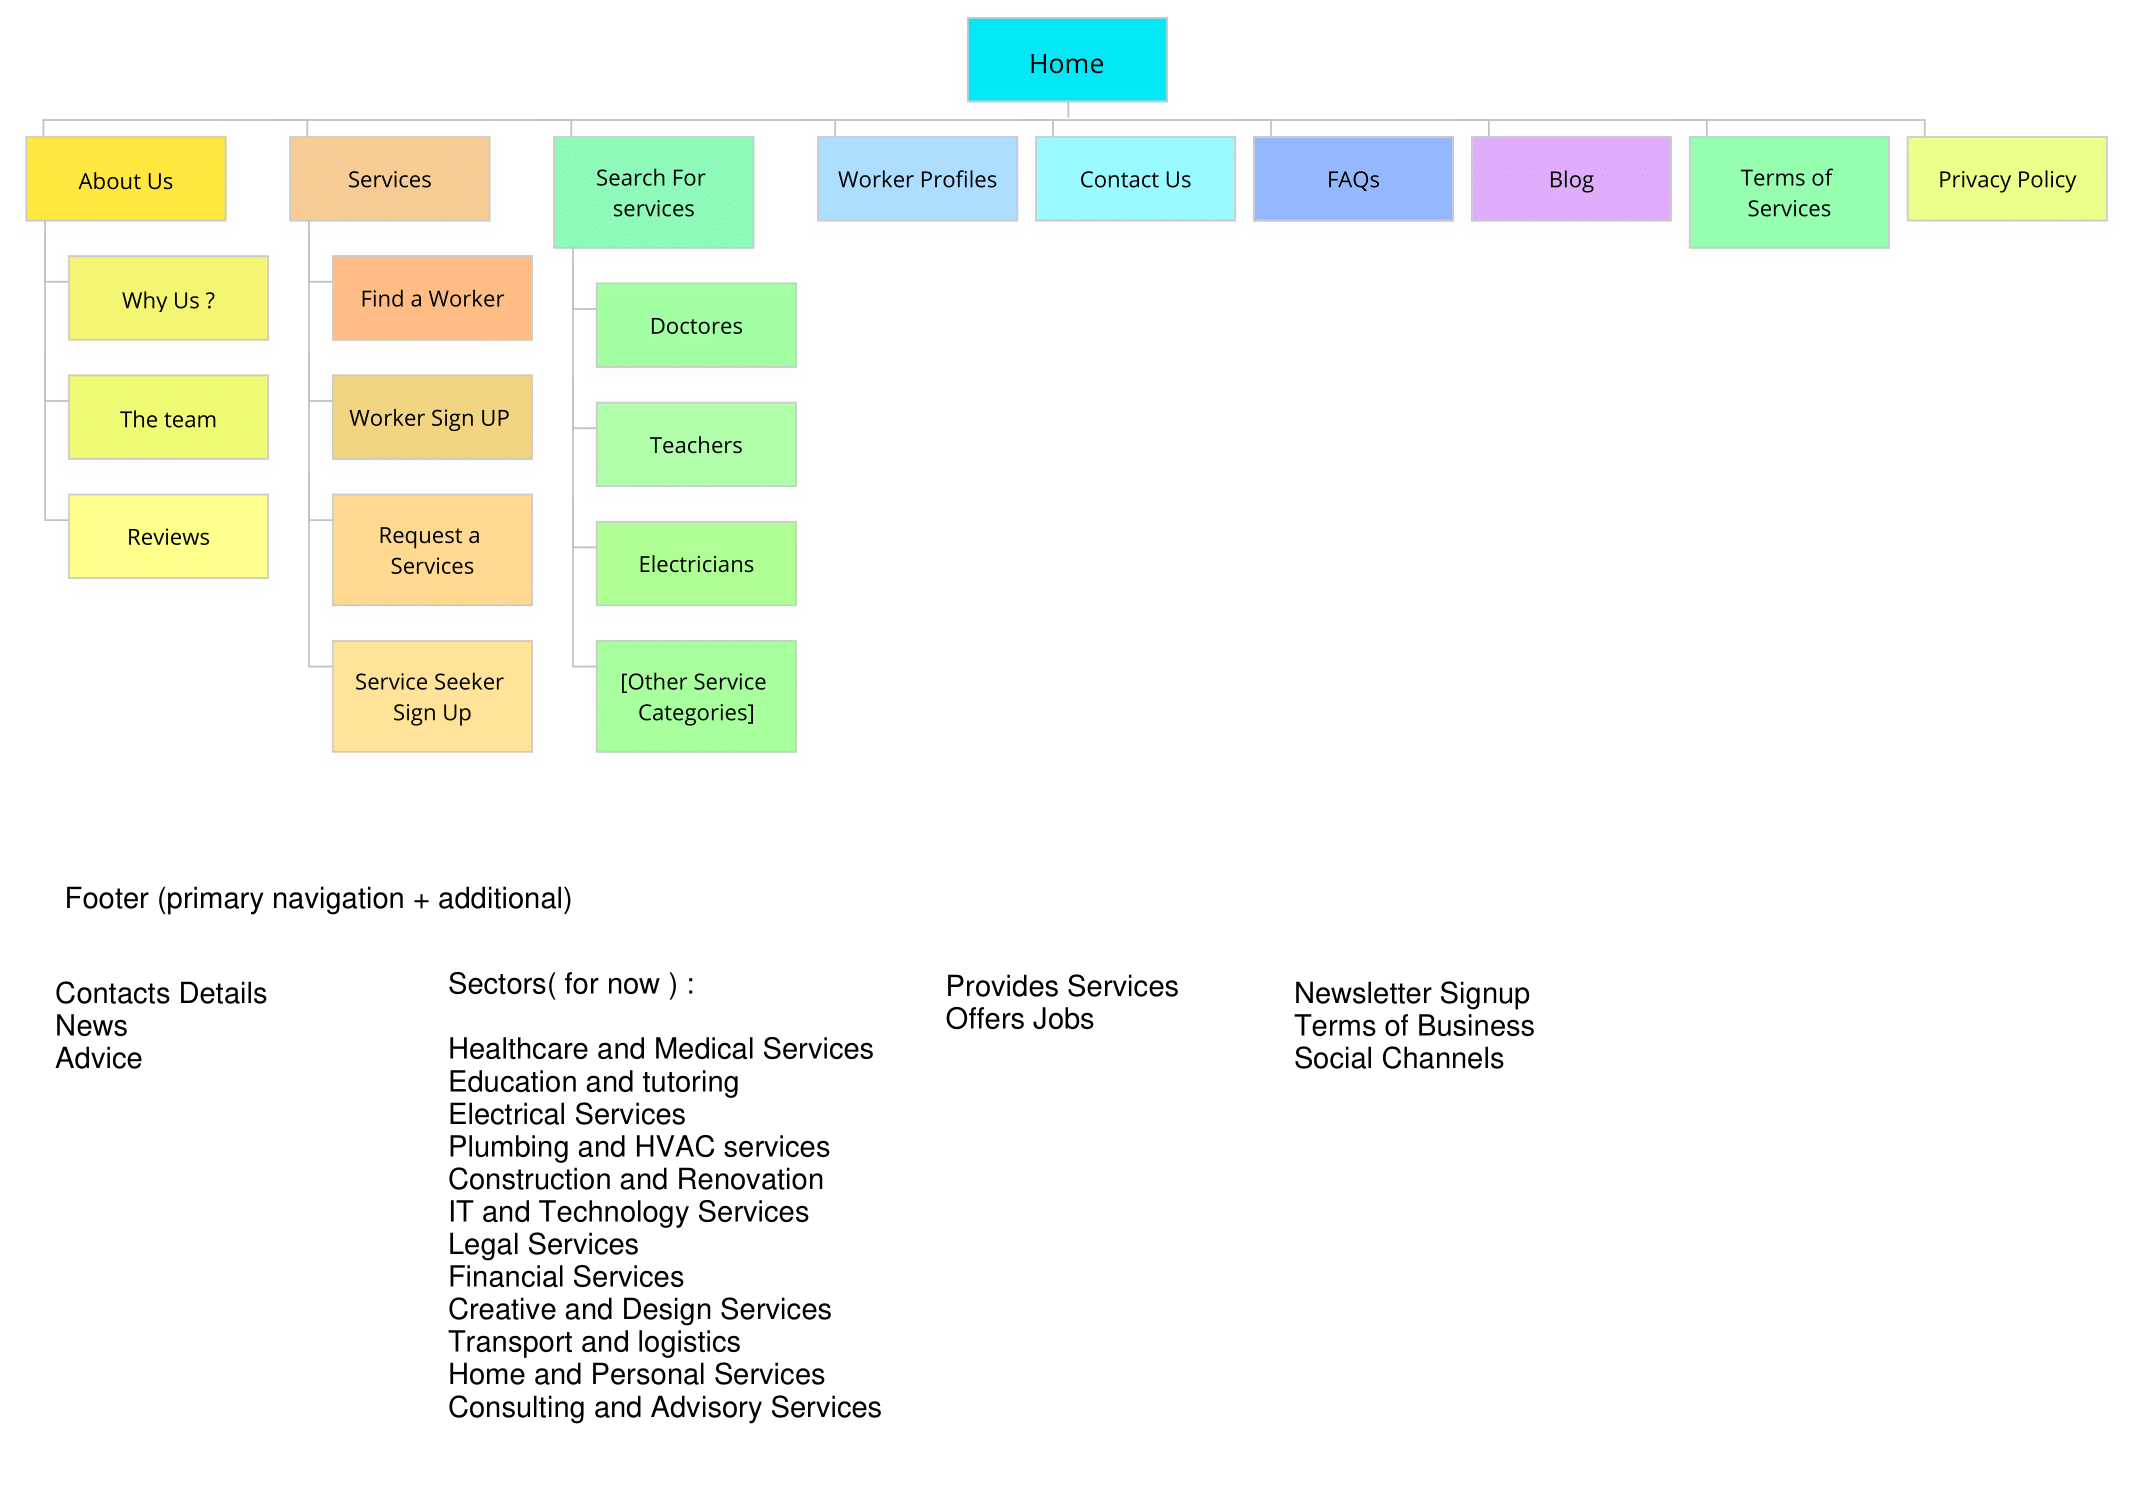 Home
About Us
Services
Search For
services
Worker Profiles
Contact Us
FAQs
Blog
Terms of
Services
Privacy Policy
Why Us ?
The team
Reviews
Find a Worker
Worker Sign UP
Request a
Services
Service Seeker
Sign Up
Doctores
Teachers
Electricians
[Other Service
Categories]
Footer (primary navigation + additional)
Contacts Details
News
Advice
Sectors( for now ) :
Healthcare and Medical Services
Education and tutoring
Electrical Services
Plumbing and HVAC services
Construction and Renovation
IT and Technology Services
Legal Services
Financial Services
Creative and Design Services
Transport and logistics
Home and Personal Services
Consulting and Advisory Services
Provides Services
Offers Jobs
Newsletter Signup
Terms of Business
Social Channels